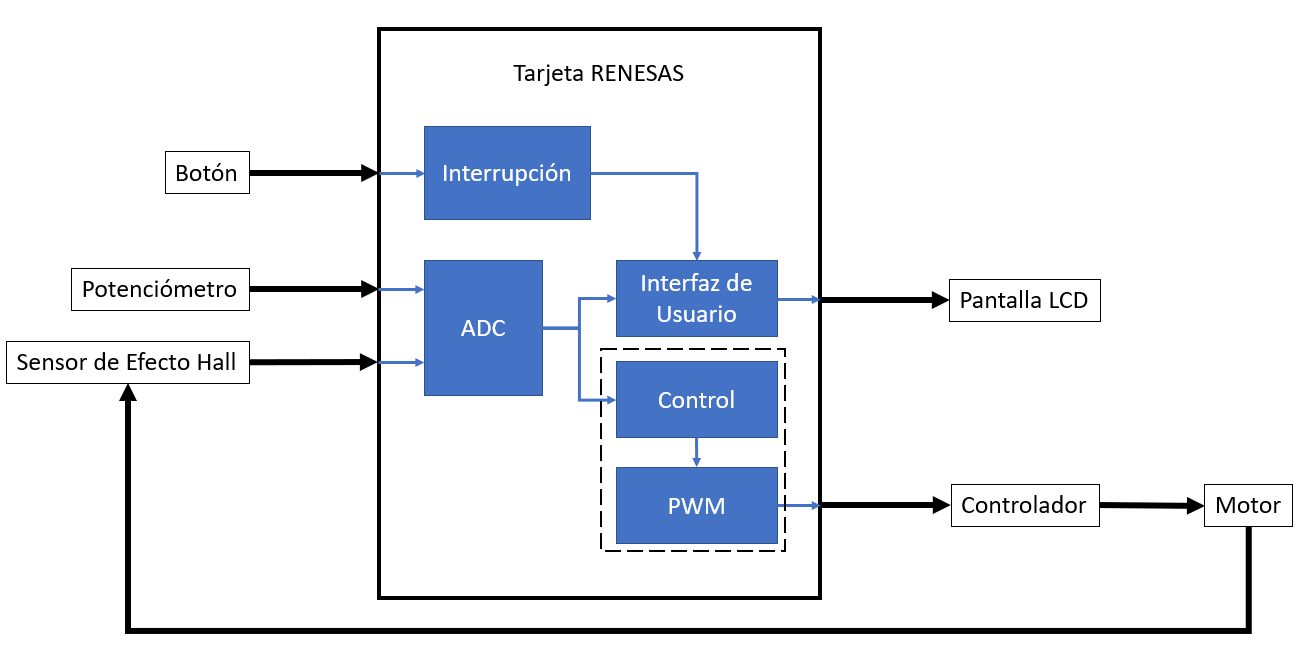 Tarjeta RENESAS
Botón
Interrupción
Potenciómetro
Sensor de Efecto Hall
ADC
Interfaz de
Usuario
Pantalla LCD
Control
PWM
Controlador
Motor